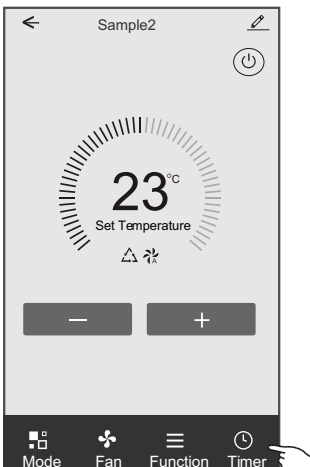 Sample2
23°C
Set Temperature
A
Mode Fan Function Timer